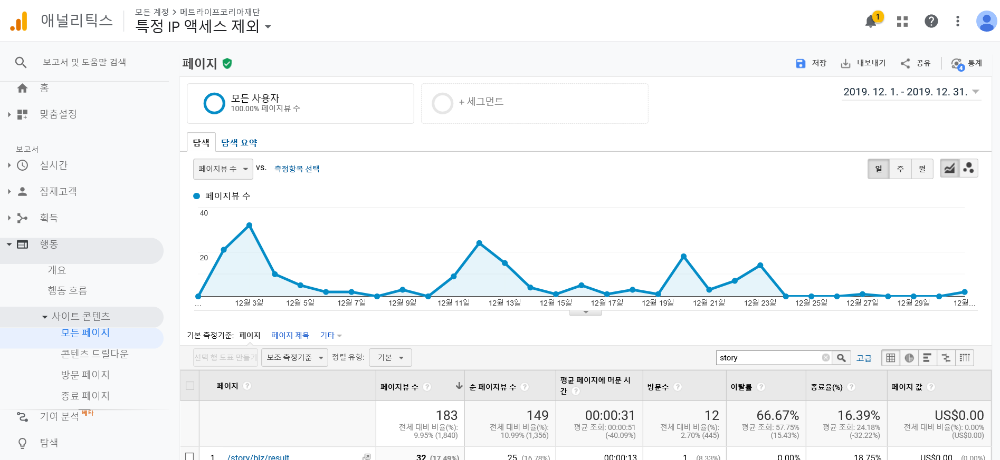 애널리틱스
모든 계정 > 메트라이프코리아재단
특정 IP 액세스 제외
1
보고서 및 도움말 검색
홈
맞춤설정
보고서
실시간
잠재고객
획득
행동
개요
행동 흐름
사이트 콘텐츠
모든 페이지
콘텐츠 드릴다운
방문 페이지
종료 페이지
기여 분석 베타
탐색
페이지
저장
내보내기
공유
4
통계
모든 사용자
100.00% 페이지뷰 수
+ 세그먼트
2019. 12. 1. - 2019. 12. 31.
탐색
탐색 요약
페이지뷰 수
vs.
측정항목 선택
일
주
월
페이지뷰 수
40
20
...
12월 3일
12월 5일
12월 7일
12월 9일
12월 11일
12월 13일
12월 15일
12월 17일
12월 19일
12월 21일
12월 23일
12월 25일
12월 27일
12월 29일
12월...
기본 측정기준: 페이지 페이지 제목 기타
선택 행 도표 만들기
보조 측정기준
정렬 유형:
기본
story
고급
페이지 ?
페이지뷰 수 ?
순 페이지뷰 수 ?
평균 페이지에 머문 시
간 ?
방문수 ?
이탈률 ?
종료율(%) ?
페이지 값 ?
183
전체 대비 비율(%):
9.95% (1,840)
149
전체 대비 비율(%):
10.99% (1,356)
00:00:31
평균 조회: 00:00:51
(-40.09%)
12
전체 대비 비율(%):
2.70% (445)
66.67%
평균 조회: 57.75%
(15.43%)
16.39%
평균 조회: 24.18%
(-32.22%)
US$0.00
전체 대비 비율(%): 0.00%
(US$0.00)
1 /story/biz/result 32 (17.49%) 25 (16.78%) 00:00:13 1 (8.33%) 0.00% 18.75% US$0.00 (0.00%)